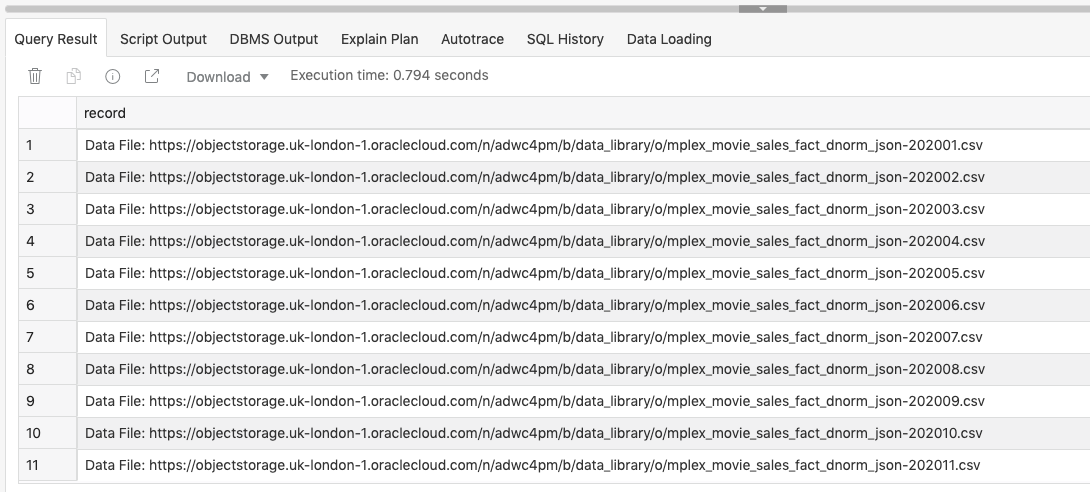 Query Result Script Output DBMS Output Explain Plan Autotrace SQL History Data Loading
Download Execution time: 0.794 seconds
record
1 Data File: https://objectstorage.uk-london-1.oraclecloud.com/n/adwc4pm/b/data_library/o/mplex_movie_sales_fact_dnorm_json-202001.csv
2 Data File: https://objectstorage.uk-london-1.oraclecloud.com/n/adwc4pm/b/data_library/o/mplex_movie_sales_fact_dnorm_json-202002.csv
3 Data File: https://objectstorage.uk-london-1.oraclecloud.com/n/adwc4pm/b/data_library/o/mplex_movie_sales_fact_dnorm_json-202003.csv
4 Data File: https://objectstorage.uk-london-1.oraclecloud.com/n/adwc4pm/b/data_library/o/mplex_movie_sales_fact_dnorm_json-202004.csv
5 Data File: https://objectstorage.uk-london-1.oraclecloud.com/n/adwc4pm/b/data_library/o/mplex_movie_sales_fact_dnorm_json-202005.csv
6 Data File: https://objectstorage.uk-london-1.oraclecloud.com/n/adwc4pm/b/data_library/o/mplex_movie_sales_fact_dnorm_json-202006.csv
7 Data File: https://objectstorage.uk-london-1.oraclecloud.com/n/adwc4pm/b/data_library/o/mplex_movie_sales_fact_dnorm_json-202007.csv
8 Data File: https://objectstorage.uk-london-1.oraclecloud.com/n/adwc4pm/b/data_library/o/mplex_movie_sales_fact_dnorm_json-202008.csv
9 Data File: https://objectstorage.uk-london-1.oraclecloud.com/n/adwc4pm/b/data_library/o/mplex_movie_sales_fact_dnorm_json-202009.csv
10 Data File: https://objectstorage.uk-london-1.oraclecloud.com/n/adwc4pm/b/data_library/o/mplex_movie_sales_fact_dnorm_json-202010.csv
11 Data File: https://objectstorage.uk-london-1.oraclecloud.com/n/adwc4pm/b/data_library/o/mplex_movie_sales_fact_dnorm_json-202011.csv